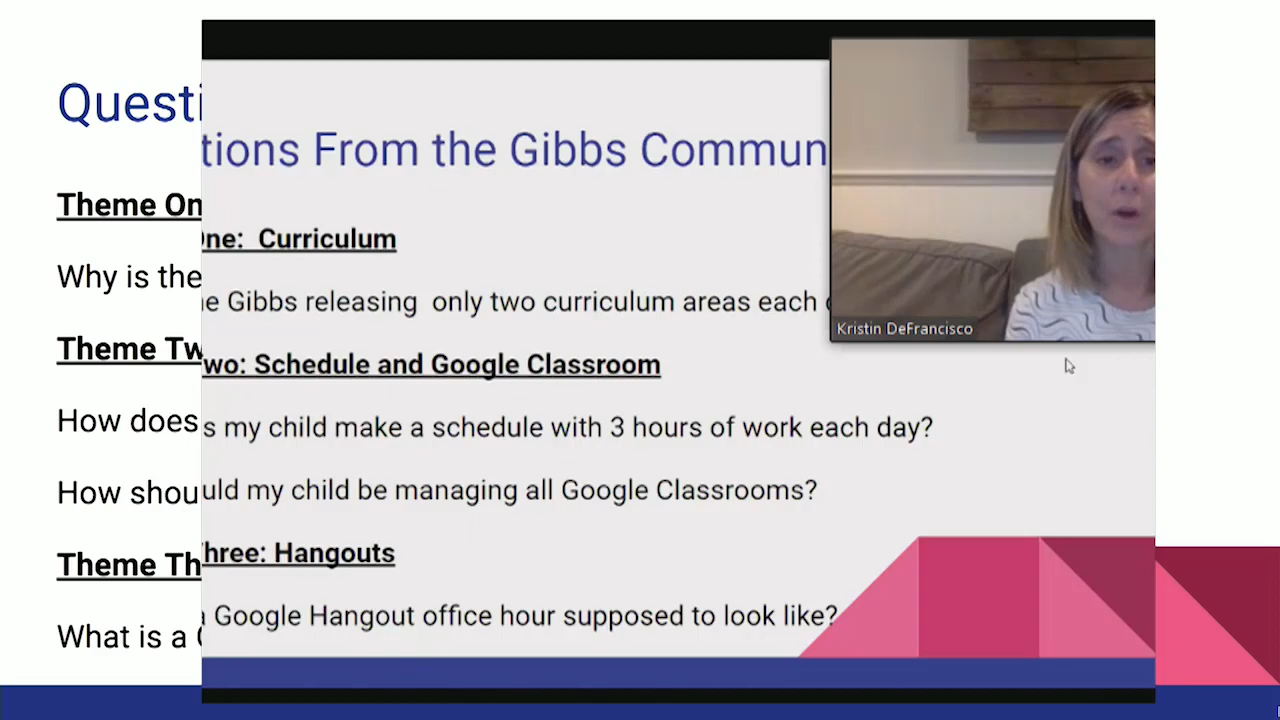 Questi
tions From the Gibbs Commun
Theme On
One: Curriculum
Why is the
e Gibbs releasing only two curriculum areas each
Kristin DeFrancisco
Theme Tw
wo: Schedule and Google Classroom
How does
s my child make a schedule with 3 hours of work each day?
How shou
uld my child be managing all Google Classrooms?
Theme Th
Three: Hangouts
What is a
a Google Hangout office hour supposed to look like?